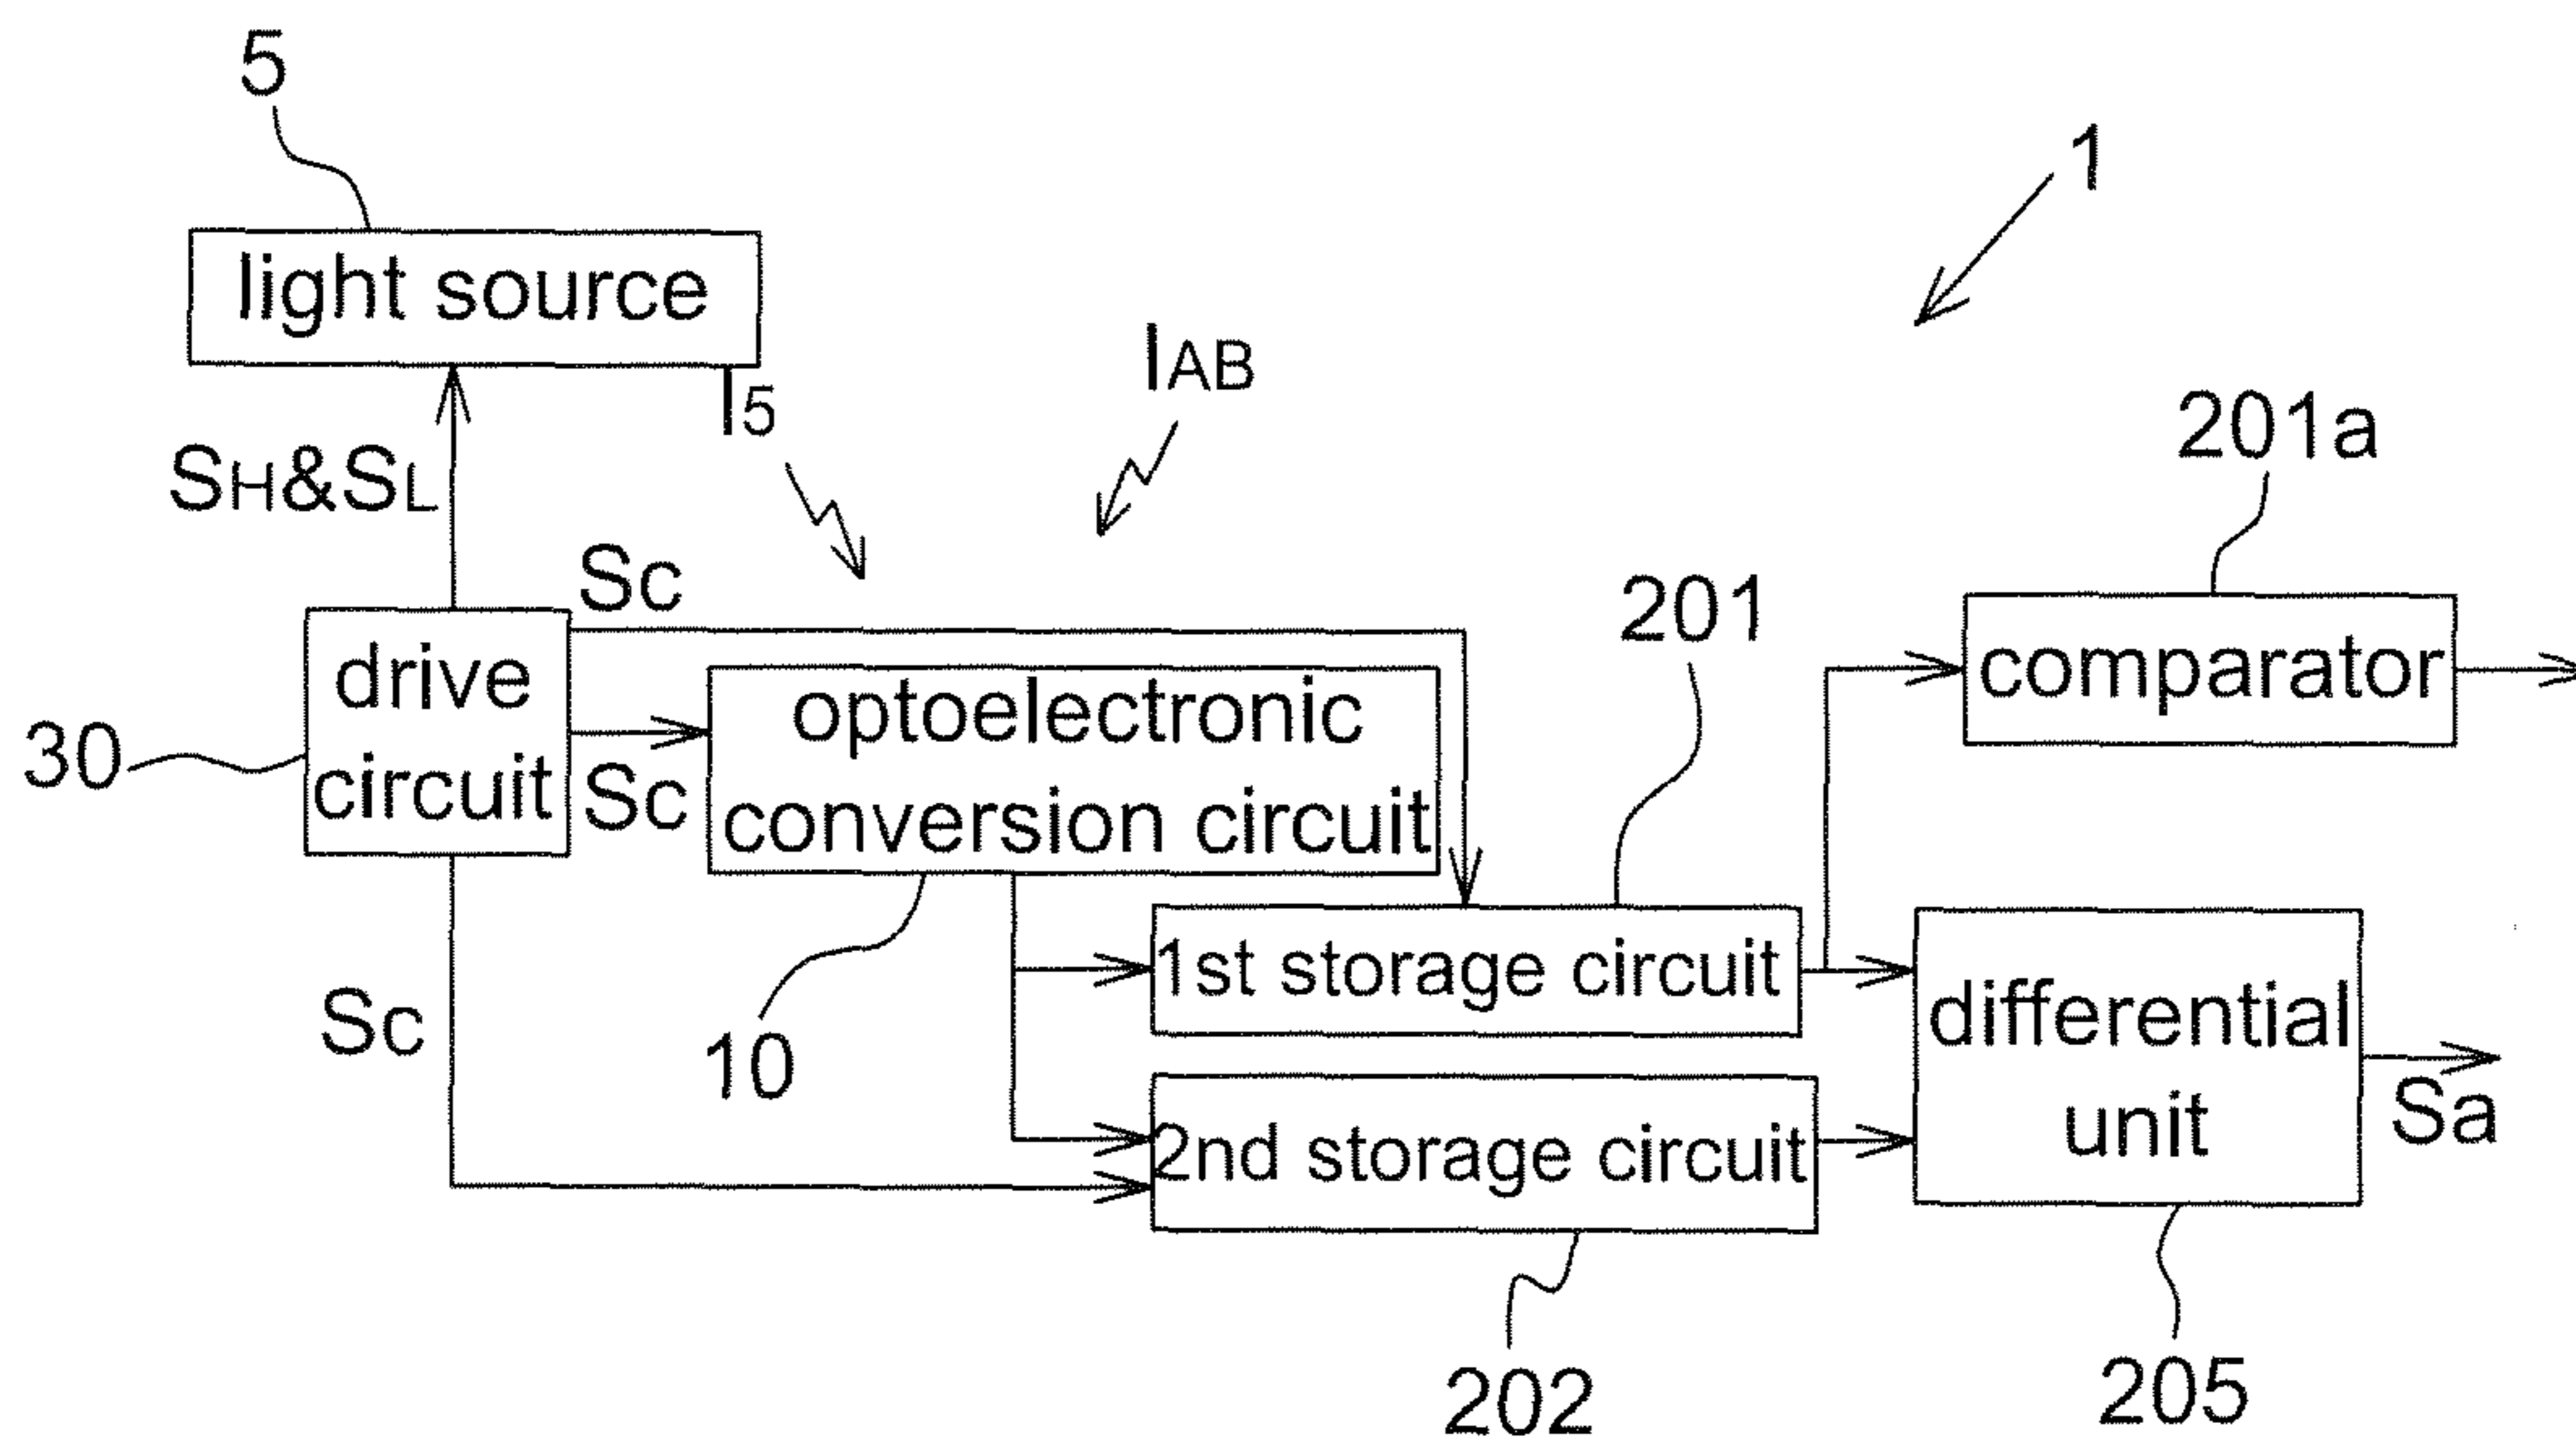 5
1
light source
I5
IAB
201a
SH&SL
Sc
201
drive
circuit
30
Sc
optoelectronic
conversion circuit
comparator
10
1st storage circuit
differential
unit
Sc
2nd storage circuit
Sa
202
205